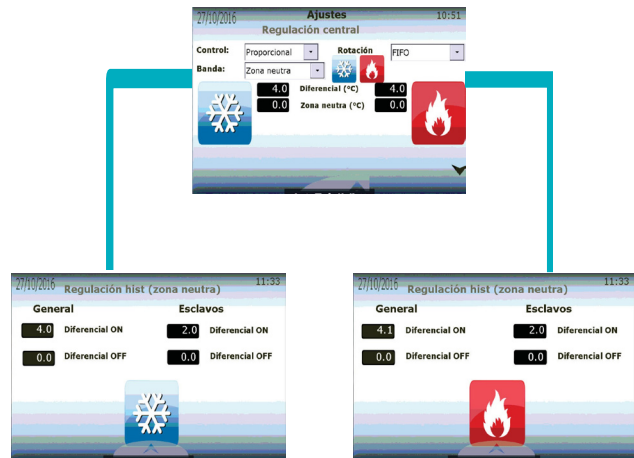 27/10/2016 Ajustes 10:51
Regulación central
Control: Proporcional Rotación FIFO
Banda: Zona neutra
4.0 Diferencial (ºC) 4.0
0.0 Zona neutra (ºC) 0.0
27/10/2016 Regulación hist (zona neutra) 11:33
General Esclavos
4.0 Diferencial ON 2.0 Diferencial ON
0.0 Diferencial OFF 0.0 Diferencial OFF
27/10/2016 Regulación hist (zona neutra) 11:33
General Esclavos
4.1 Diferencial ON 2.0 Diferencial ON
0.0 Diferencial OFF 0.0 Diferencial OFF